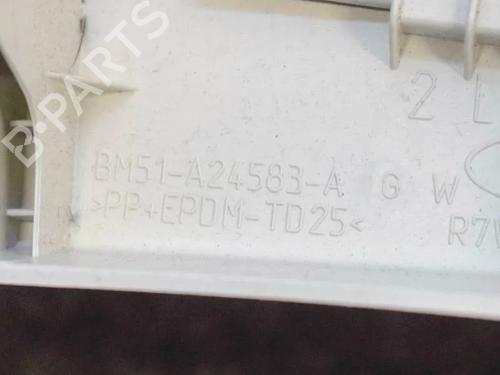 B-PARTS
2 L
BM51-A24583-A G W
>PP+EPDM-TD25< R7